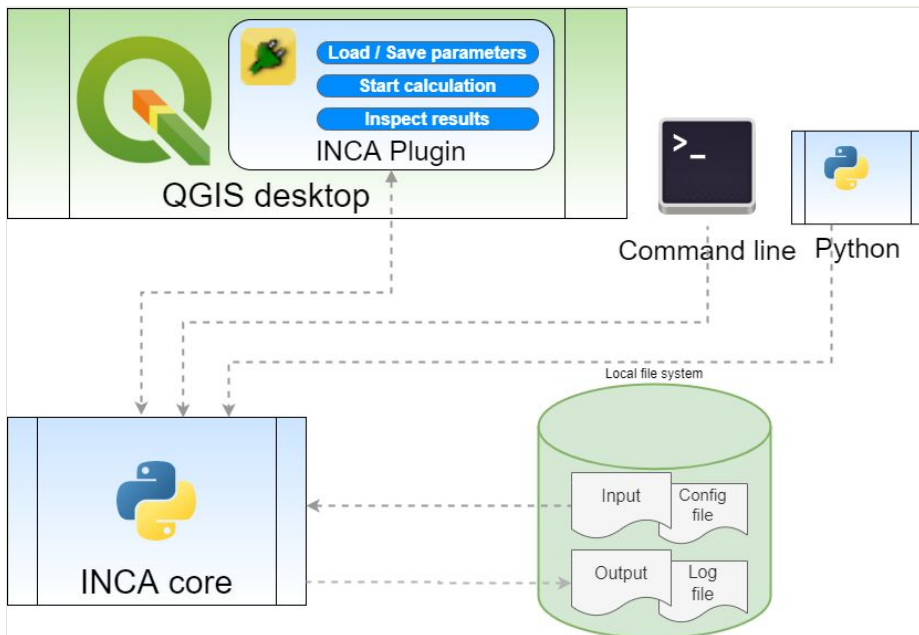 Load / Save parameters
Start calculation
Inspect results
INCA Plugin
QGIS desktop
>_
Command line
Python
Local file system
Input
Config
file
Output
Log
file
INCA core